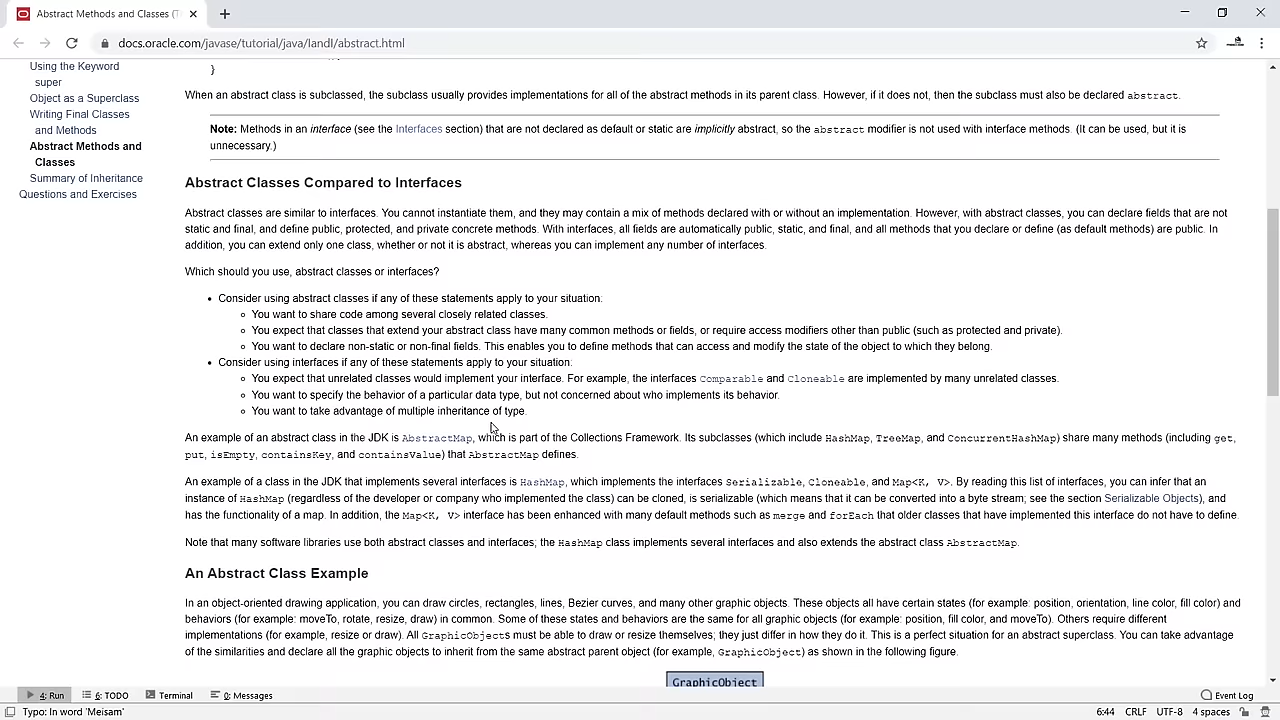 Abstract Methods and Classes (T
docs.oracle.com/javase/tutorial/java/IandI/abstract.html
Using the Keyword
super
Object as a Superclass
Writing Final Classes
and Methods
Abstract Methods and
Classes
Summary of Inheritance
Questions and Exercises
}
When an abstract class is subclassed, the subclass usually provides implementations for all of the abstract methods in its parent class. However, if it does not, then the subclass must also be declared abstract.
Note: Methods in an interface (see the Interfaces section) that are not declared as default or static are implicitly abstract, so the abstract modifier is not used with interface methods. (It can be used, but it is
unnecessary.)
Abstract Classes Compared to Interfaces
Abstract classes are similar to interfaces. You cannot instantiate them, and they may contain a mix of methods declared with or without an implementation. However, with abstract classes, you can declare fields that are not
static and final, and define public, protected, and private concrete methods. With interfaces, all fields are automatically public, static, and final, and all methods that you declare or define (as default methods) are public. In
addition, you can extend only one class, whether or not it is abstract, whereas you can implement any number of interfaces.
Which should you use, abstract classes or interfaces?
• Consider using abstract classes if any of these statements apply to your situation:
○ You want to share code among several closely related classes.
○ You expect that classes that extend your abstract class have many common methods or fields, or require access modifiers other than public (such as protected and private).
○ You want to declare non-static or non-final fields. This enables you to define methods that can access and modify the state of the object to which they belong.
• Consider using interfaces if any of these statements apply to your situation:
○ You expect that unrelated classes would implement your interface. For example, the interfaces Comparable and Cloneable are implemented by many unrelated classes.
○ You want to specify the behavior of a particular data type, but not concerned about who implements its behavior.
○ You want to take advantage of multiple inheritance of type.
An example of an abstract class in the JDK is AbstractMap, which is part of the Collections Framework. Its subclasses (which include HashMap, TreeMap, and ConcurrentHashMap) share many methods (including get,
put, isEmpty, containsKey, and containsValue) that AbstractMap defines.
An example of a class in the JDK that implements several interfaces is HashMap, which implements the interfaces Serializable, Cloneable, and Map<K, V>. By reading this list of interfaces, you can infer that an
instance of HashMap (regardless of the developer or company who implemented the class) can be cloned, is serializable (which means that it can be converted into a byte stream; see the section Serializable Objects), and
has the functionality of a map. In addition, the Map<K, V> interface has been enhanced with many default methods such as merge and forEach that older classes that have implemented this interface do not have to define.
Note that many software libraries use both abstract classes and interfaces; the HashMap class implements several interfaces and also extends the abstract class AbstractMap.
An Abstract Class Example
In an object-oriented drawing application, you can draw circles, rectangles, lines, Bezier curves, and many other graphic objects. These objects all have certain states (for example: position, orientation, line color, fill color) and
behaviors (for example: moveTo, rotate, resize, draw) in common. Some of these states and behaviors are the same for all graphic objects (for example: position, fill color, and moveTo). Others require different
implementations (for example, resize or draw). All GraphicObjects must be able to draw or resize themselves; they just differ in how they do it. This is a perfect situation for an abstract superclass. You can take advantage
of the similarities and declare all the graphic objects to inherit from the same abstract parent object (for example, GraphicObject) as shown in the following figure.
GraphicObject
4: Run 6: TODO Terminal 0: Messages Event Log
Typo: In word 'Meisam' 6:44 CRLF UTF-8 4 spaces